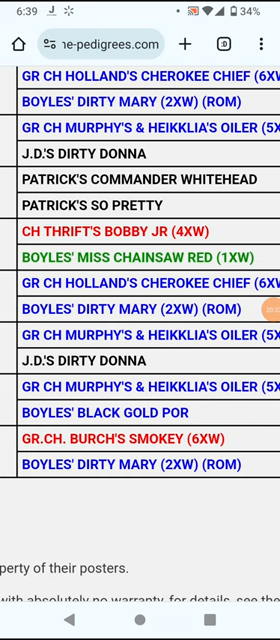 6:39
34%
ne-pedigrees.com
GR CH HOLLAND'S CHEROKEE CHIEF (6XW
BOYLES' DIRTY MARY (2XW) (ROM)
GR CH MURPHY'S & HEIKKLIA'S OILER (5X
J.D.'S DIRTY DONNA
PATRICK'S COMMANDER WHITEHEAD
PATRICK'S SO PRETTY
CH THRIFT'S BOBBY JR (4XW)
BOYLES' MISS CHAINSAW RED (1XW)
GR CH HOLLAND'S CHEROKEE CHIEF (6XW
BOYLES' DIRTY MARY (2XW) (ROM)
GR CH MURPHY'S & HEIKKLIA'S OILER (5X
J.D.'S DIRTY DONNA
GR CH MURPHY'S & HEIKKLIA'S OILER (5X
BOYLES' BLACK GOLD POR
GR.CH. BURCH'S SMOKEY (6XW)
BOYLES' DIRTY MARY (2XW) (ROM)
perty of their posters.
with absolutely no warranty, for details, see the